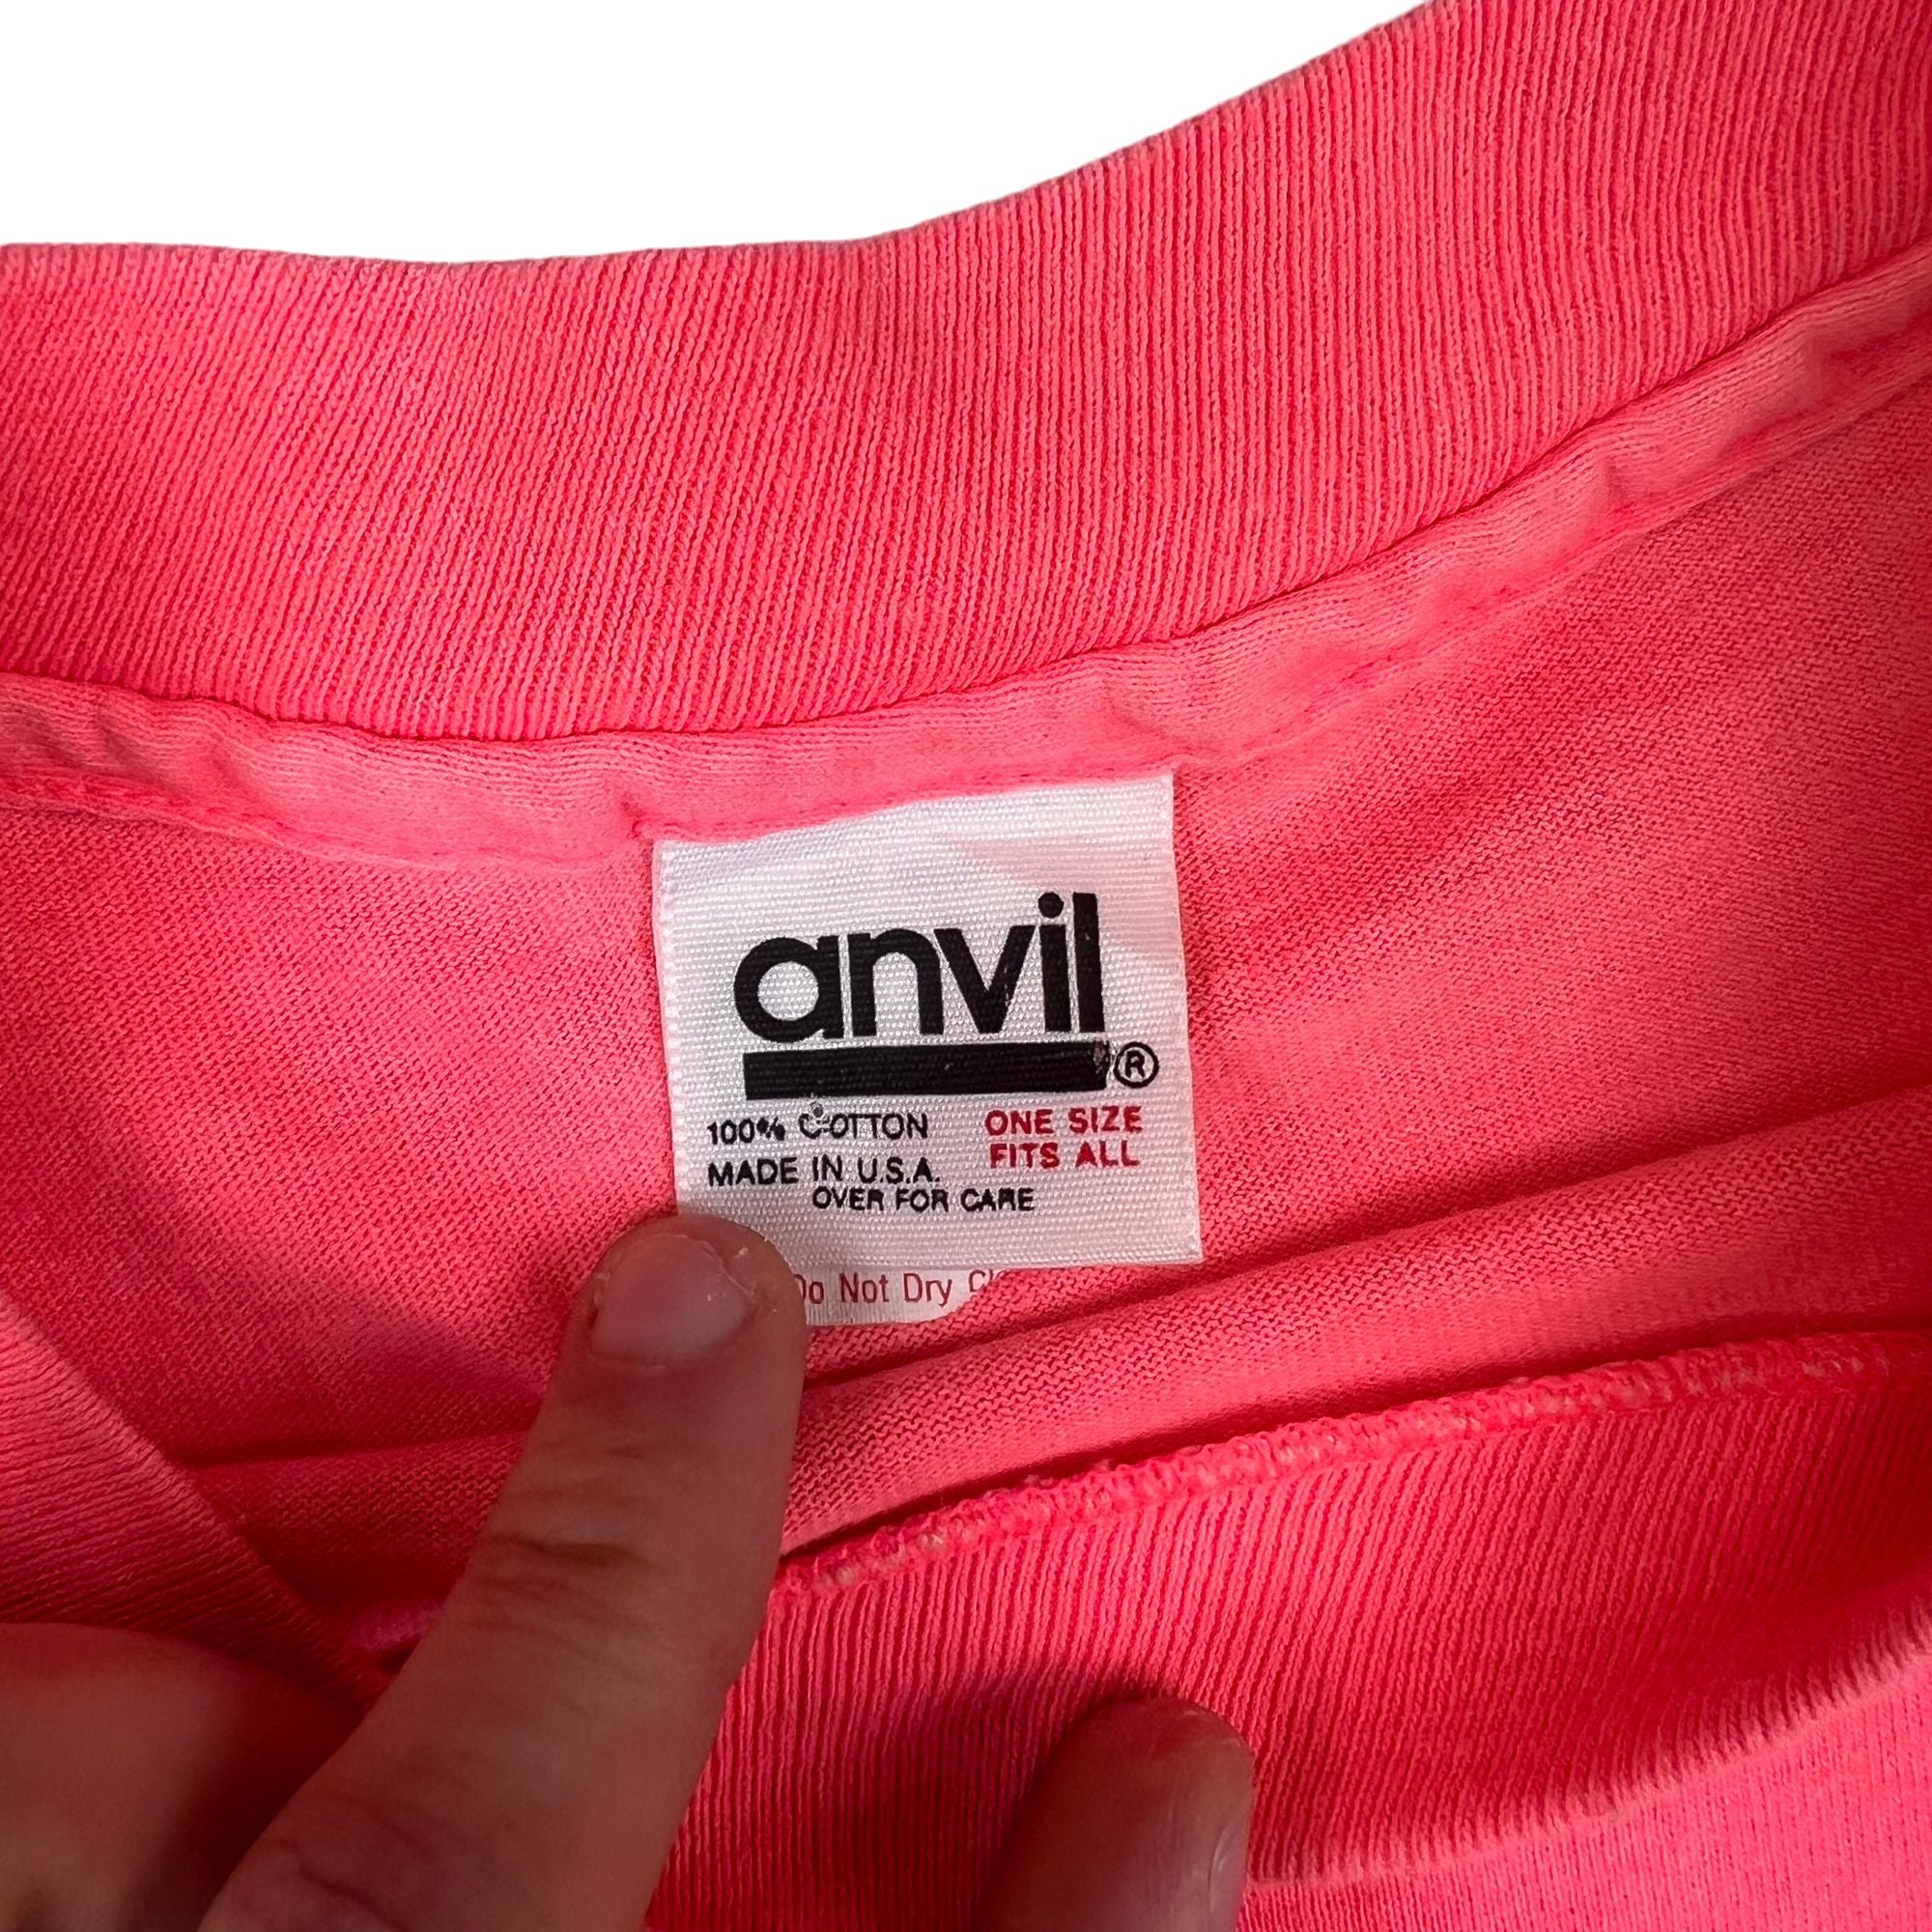 anvil®
100% COTTON ONE SIZE
MADE IN U.S.A. FITS ALL
OVER FOR CARE
Do Not Dry